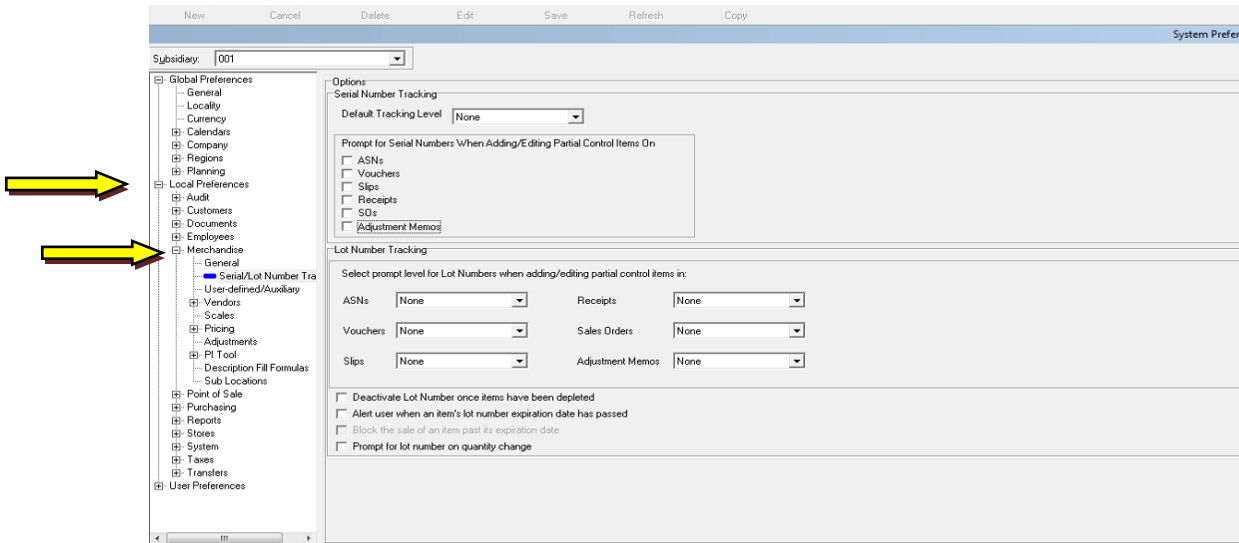 New Cancel Delete Edit Save Refresh Copy
System Prefer
Subsidiary: 001
Global Preferences
General
Locality
Currency
Calendars
Company
Regions
Planning
Local Preferences
Audit
Customers
Documents
Employees
Merchandise
General
Serial/Lot Number Tra
User-defined/Auxiliary
Vendors
Scales
Pricing
Adjustments
PI Tool
Description Fill Formulas
Sub Locations
Point of Sale
Purchasing
Reports
Stores
System
Taxes
Transfers
User Preferences
Options
Serial Number Tracking
Default Tracking Level None
Prompt for Serial Numbers When Adding/Editing Partial Control Items On
ASNs
Vouchers
Slips
Receipts
SOs
Adjustment Memos
Lot Number Tracking
Select prompt level for Lot Numbers when adding/editing partial control items in:
ASNs None Receipts None
Vouchers None Sales Orders None
Slips None Adjustment Memos None
Deactivate Lot Number once items have been depleted
Alert user when an item's lot number expiration date has passed
Block the sale of an item past its expiration date
Prompt for lot number on quantity change